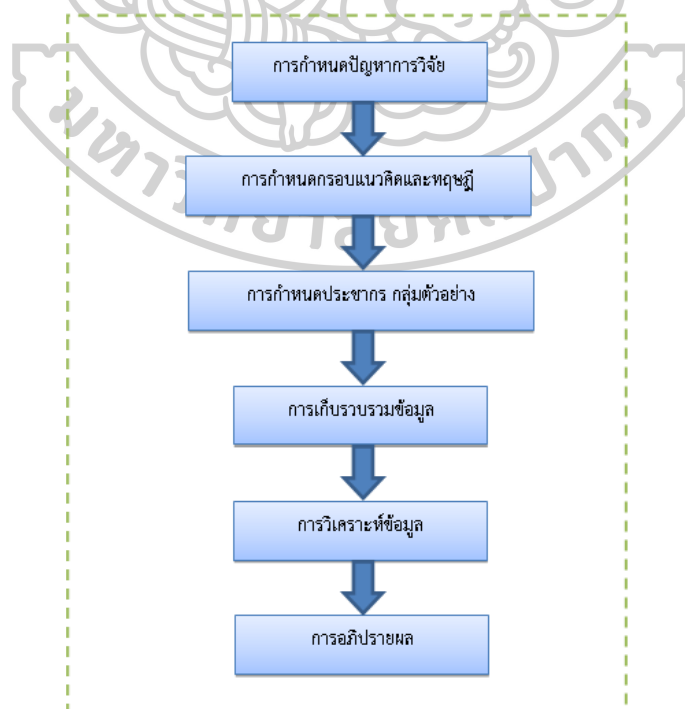 การกำหนดปัญหาการวิจัย
การกำหนดกรอบแนวคิดและทฤษฎี
การกำหนดประชากร กลุ่มตัวอย่าง
การเก็บรวบรวมข้อมูล
การวิเคราะห์ข้อมูล
การอภิปรายผล